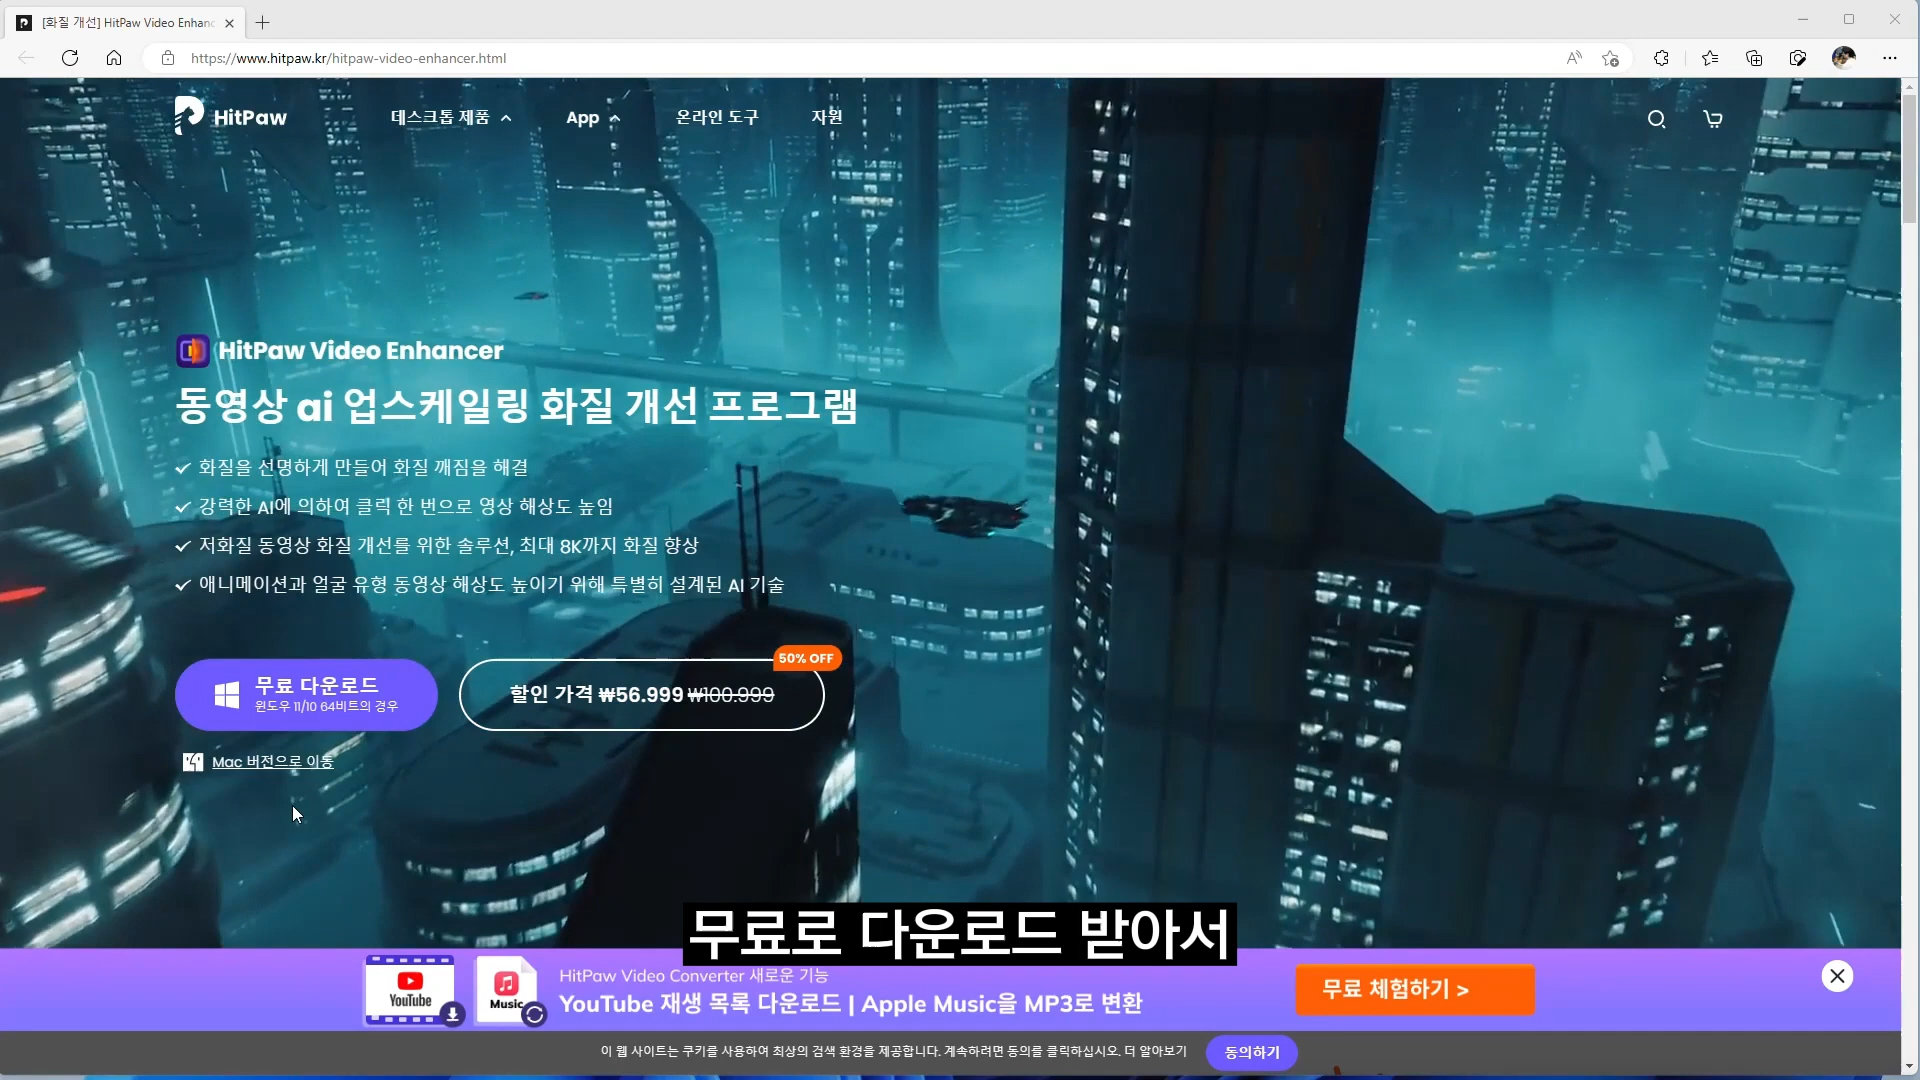 [화질 개선] HitPaw Video Enhanc
https://www.hitpaw.kr/hitpaw-video-enhancer.html
HitPaw
데스크톱 제품
App
온라인 도구
자원
HitPaw Video Enhancer
동영상 ai 업스케일링 화질 개선 프로그램
화질을 선명하게 만들어 화질 깨짐을 해결
강력한 AI에 의하여 클릭 한 번으로 영상 해상도 높임
저화질 동영상 화질 개선를 위한 솔루션, 최대 8K까지 화질 향상
애니메이션과 얼굴 유형 동영상 해상도 높이기 위해 특별히 설계된 AI 기술
무료 다운로드
윈도우 11/10 64비트의 경우
50% OFF
할인 가격 ₩56.999 ₩100.999
Mac 버전으로 이동
무료로 다운로드 받아서
YouTube
Music
HitPaw Video Converter 새로운 기능
YouTube 재생 목록 다운로드 | Apple Music을 MP3로 변환
무료 체험하기 >
이 웹 사이트는 쿠키를 사용하여 최상의 검색 환경을 제공합니다. 계속하려면 동의를 클릭하십시오. 더 알아보기
동의하기